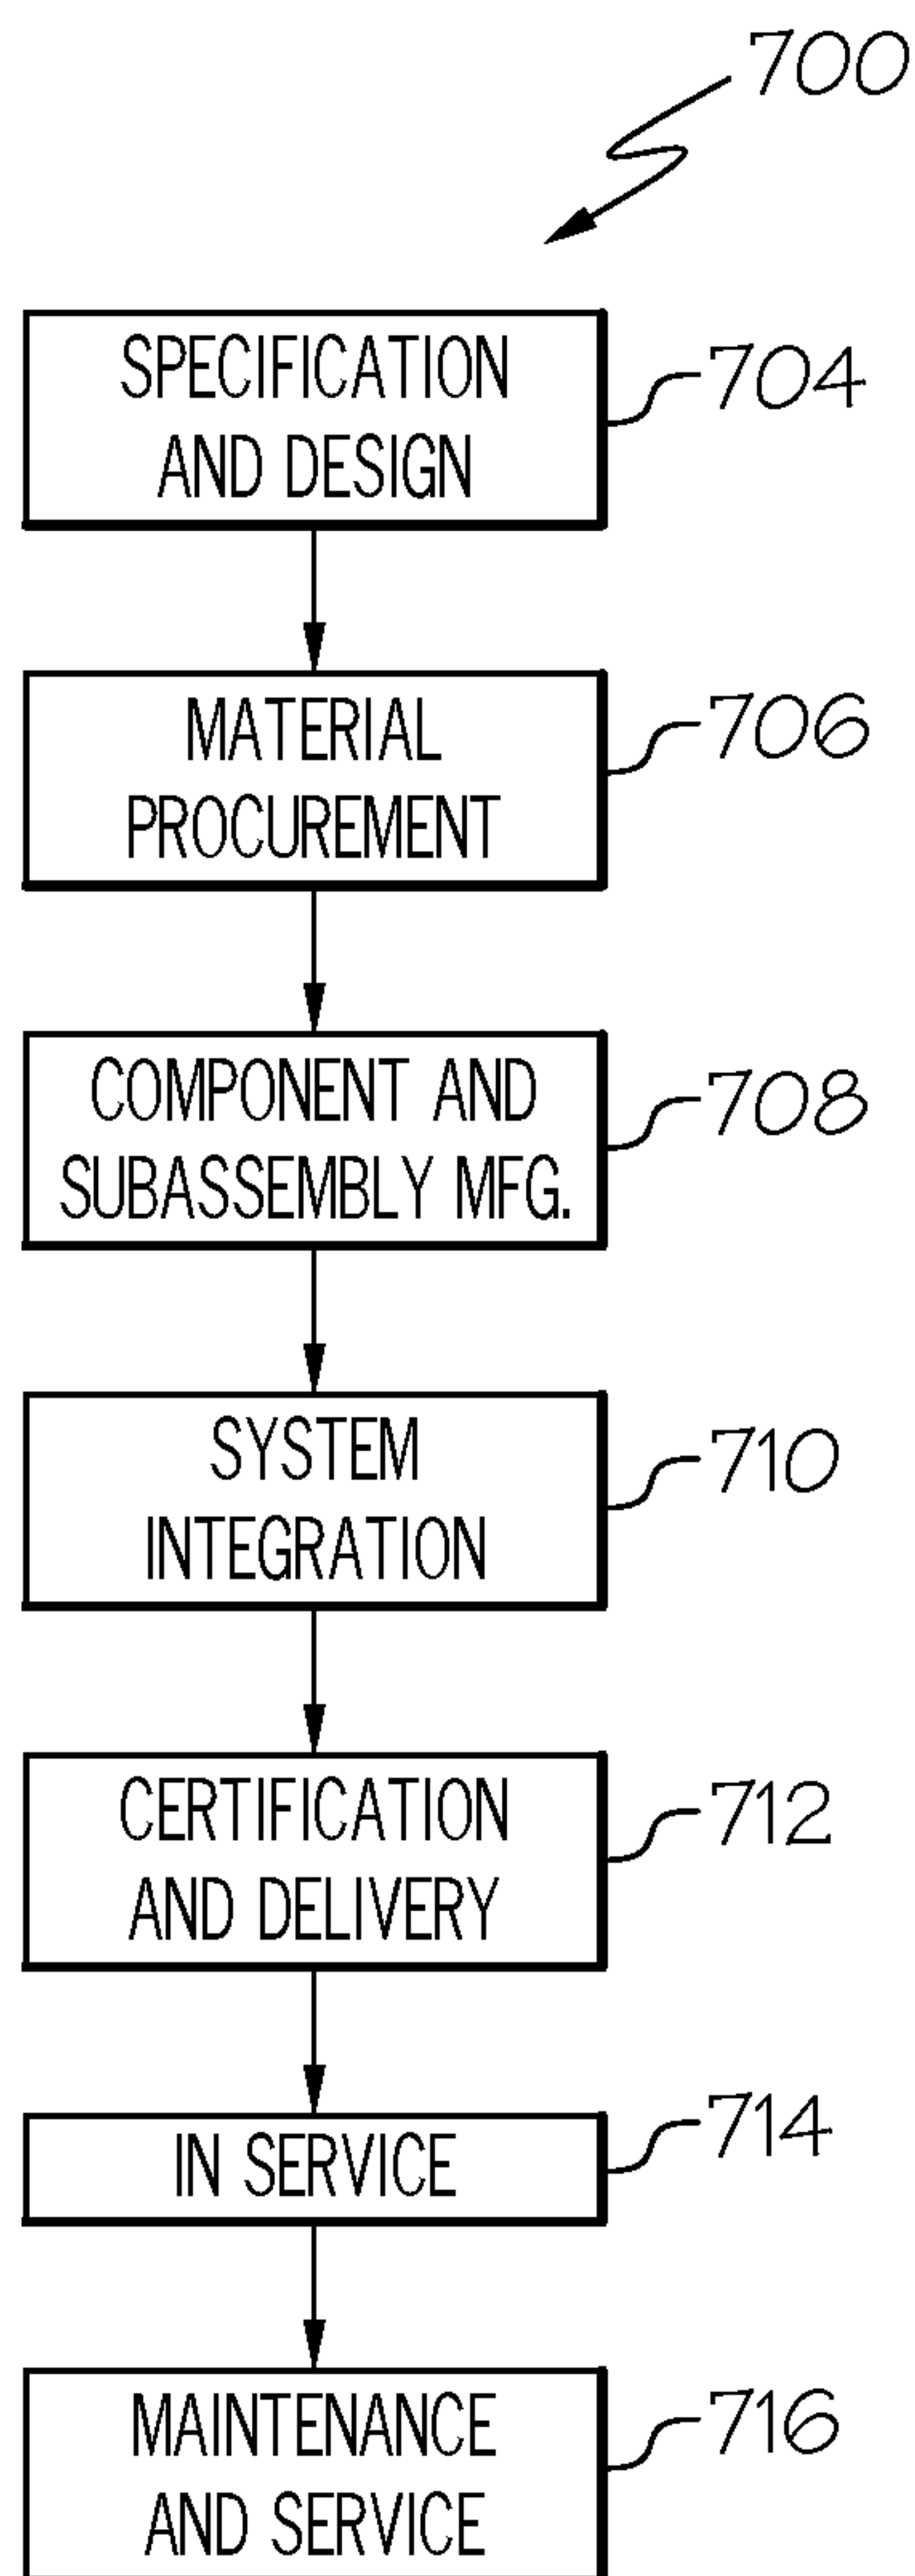 700
SPECIFICATION
AND DESIGN
704
MATERIAL
PROCUREMENT
706
COMPONENT AND
SUBASSEMBLY MFG.
708
SYSTEM
INTEGRATION
710
CERTIFICATION
AND DELIVERY
712
IN SERVICE
714
MAINTENANCE
AND SERVICE
716